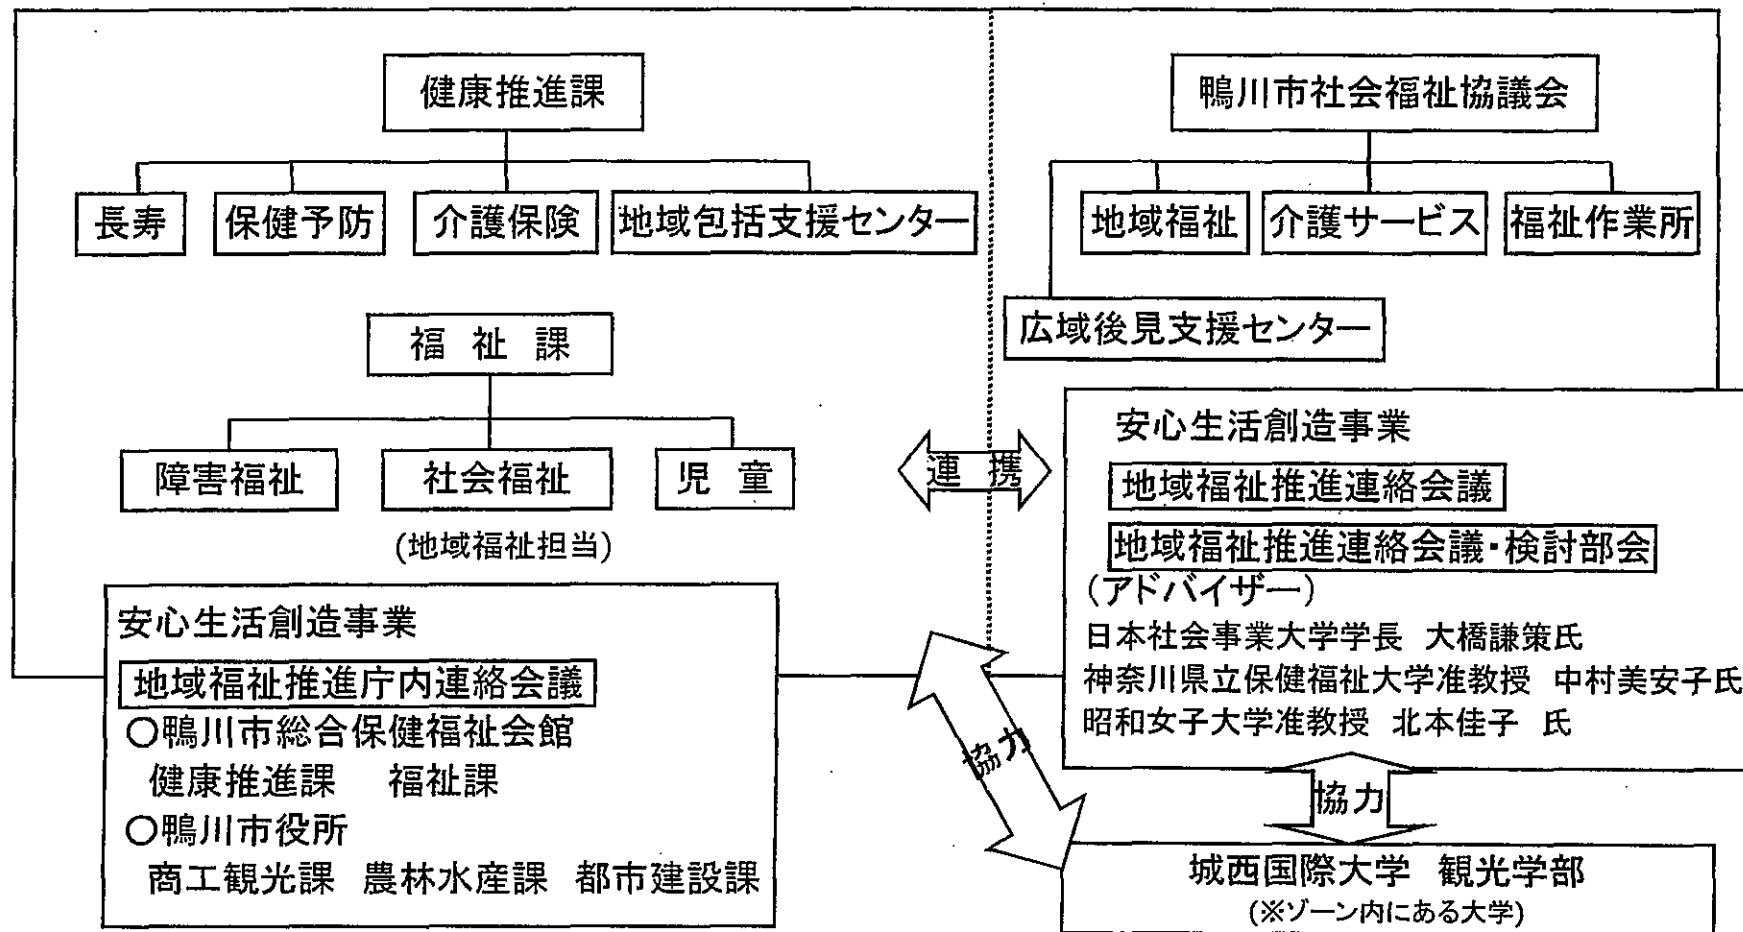 健康推進課
長寿
保健予防
介護保険
地域包括支援センター
福 祉 課
障害福祉
社会福祉
児 童
(地域福祉担当)
安心生活創造事業
地域福祉推進庁内連絡会議
○鴨川市総合保健福祉会館
健康推進課 福祉課
○鴨川市役所
商工観光課 農林水産課 都市建設課
連 携
協力
鴨川市社会福祉協議会
地域福祉
介護サービス
福祉作業所
広域後見支援センター
安心生活創造事業
地域福祉推進連絡会議
地域福祉推進連絡会議・検討部会
(アドバイザー)
日本社会事業大学学長 大橋謙策氏
神奈川県立保健福祉大学准教授 中村美安子氏
昭和女子大学准教授 北本佳子 氏
協力
城西国際大学 観光学部
(※ゾーン内にある大学)